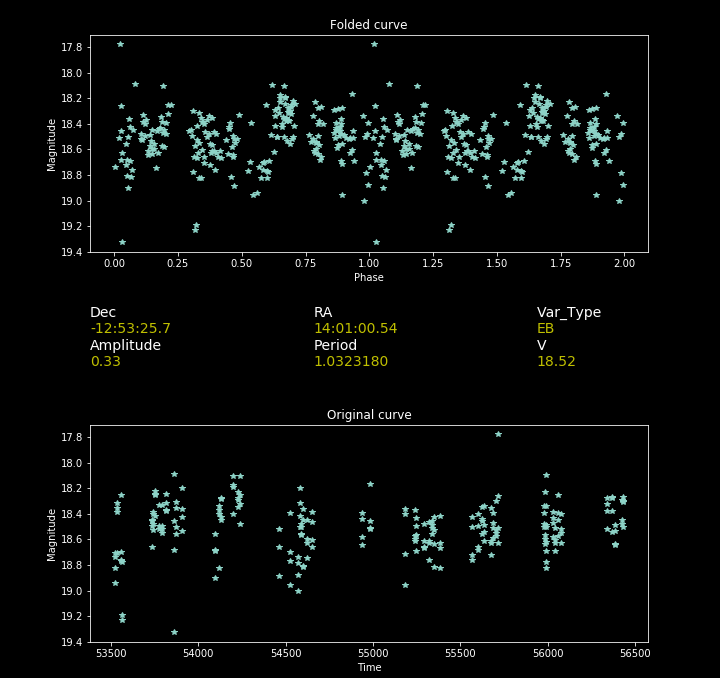 Folded curve
17.8
18.0
18.2
18.4
18.6
18.8
19.0
19.2
19.4
Magnitude
0.00 0.25 0.50 0.75 1.00 1.25 1.50 1.75 2.00
Phase
Dec RA Var_Type
-12:53:25.7 14:01:00.54 EB
Amplitude Period V
0.33 1.0323180 18.52
Original curve
17.8
18.0
18.2
18.4
18.6
18.8
19.0
19.2
19.4
Magnitude
53500 54000 54500 55000 55500 56000 56500
Time